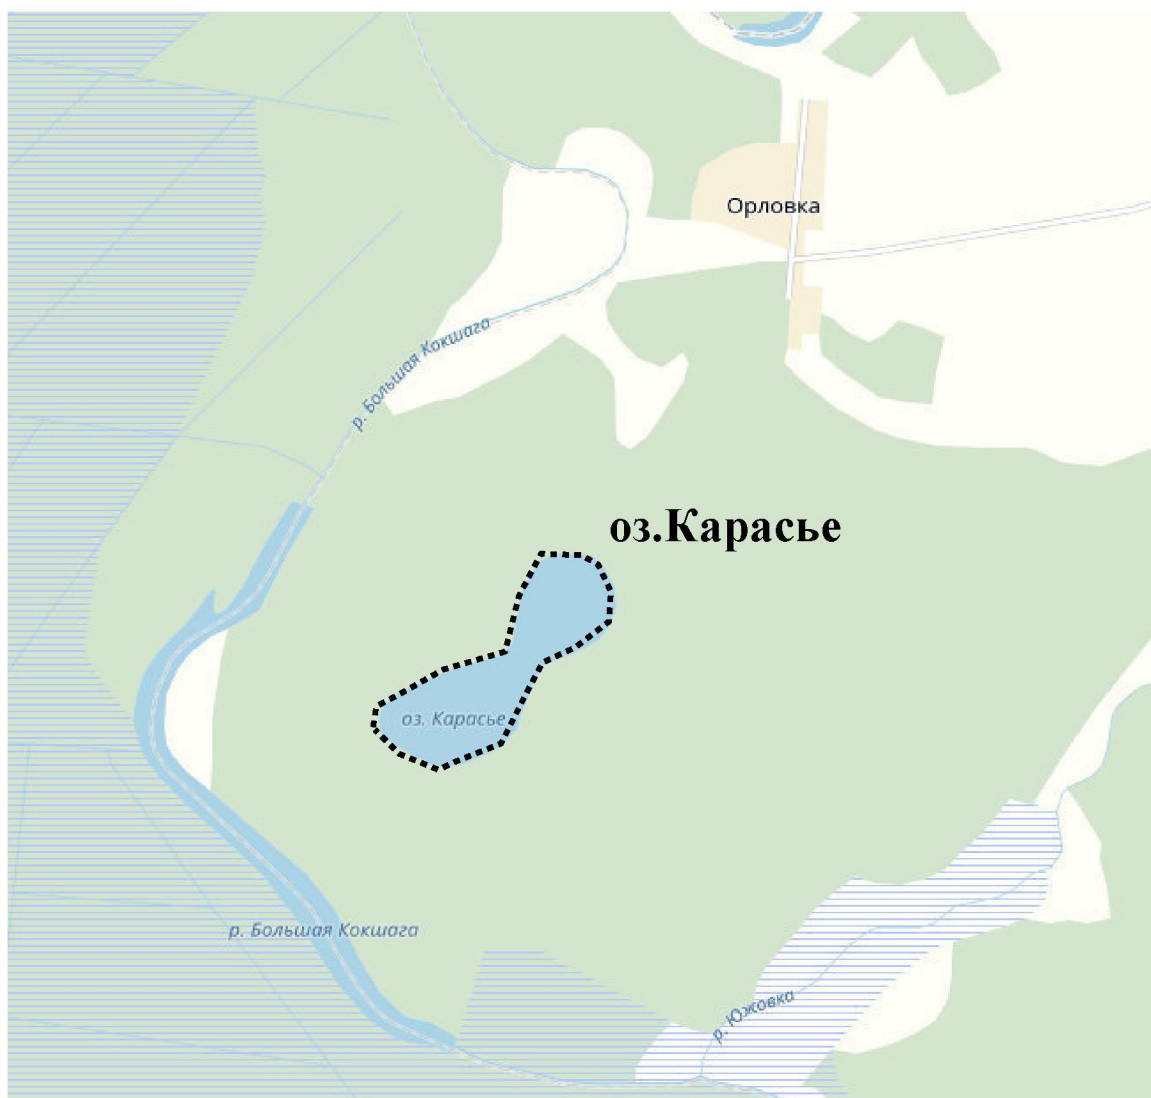 Орловка
р. Большая Кокшага
оз.Карасье
оз. Карасье
р. Большая Кокшага
р. Южовка